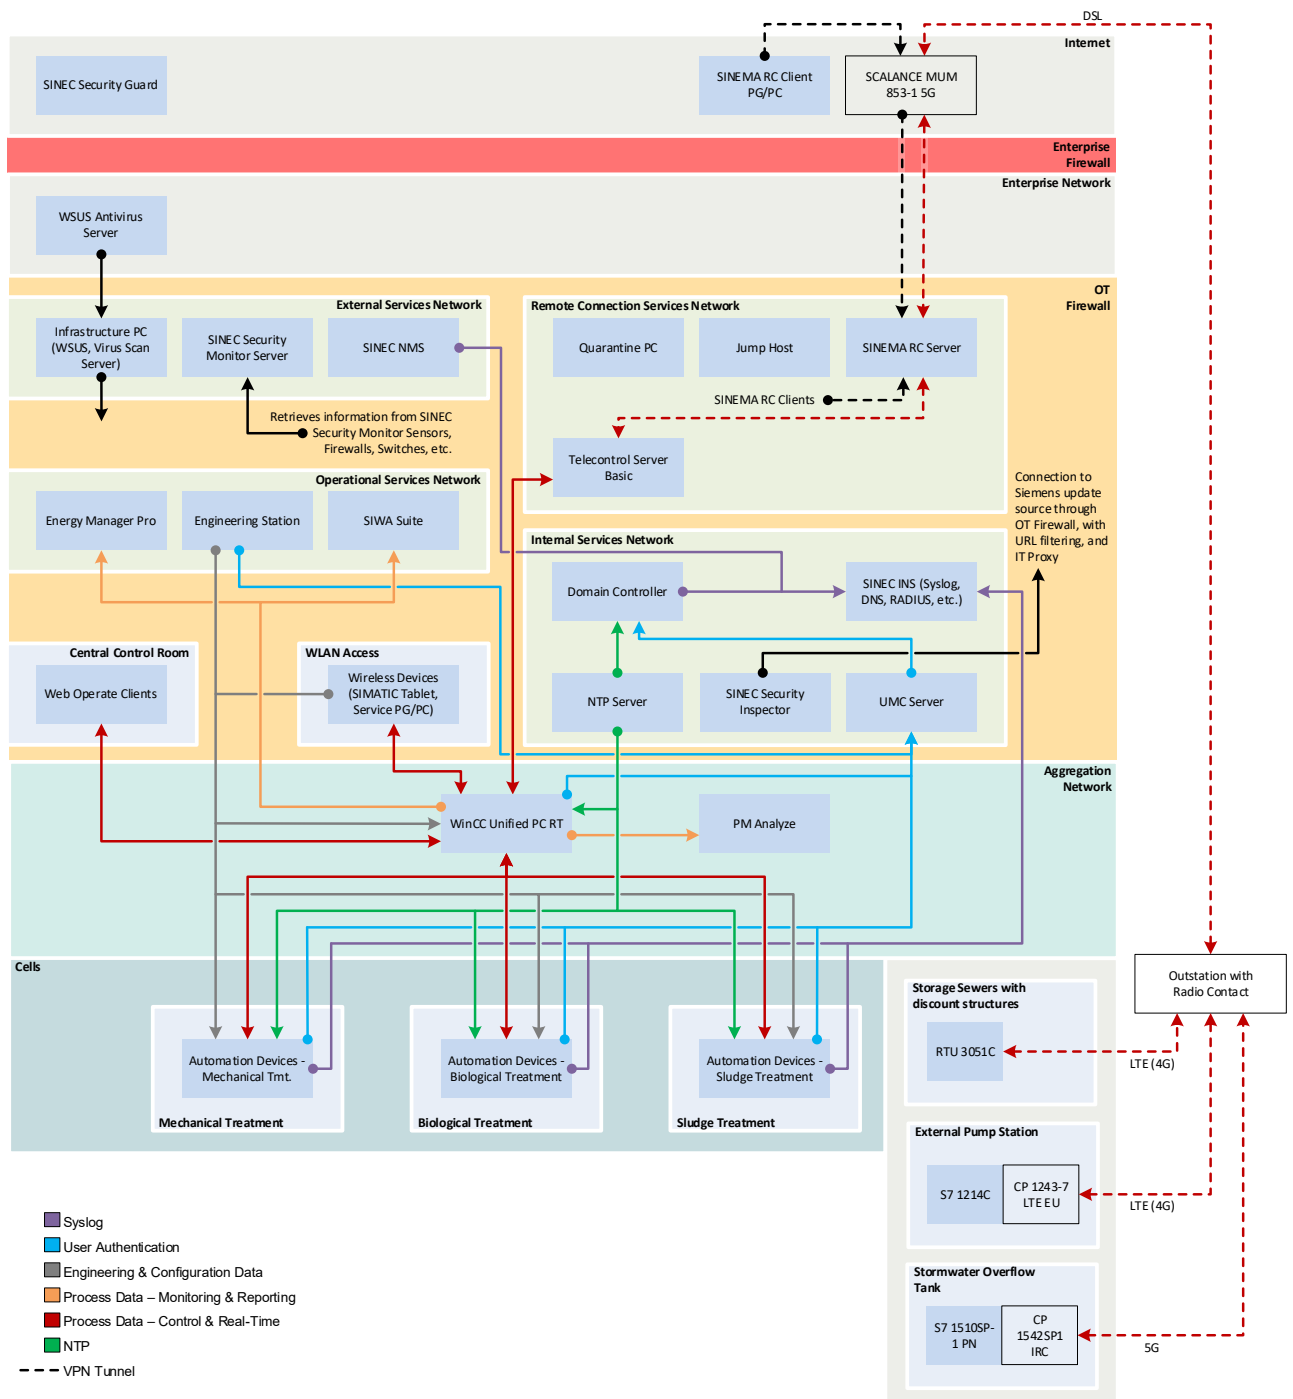 DSL
Internet
SINEC Security Guard
SINEMA RC Client
PG/PC
SCALANCE MUM
853-1 5G
Enterprise
Firewall
Enterprise Network
WSUS Antivirus
Server
OT
Firewall
External Services Network
Infrastructure PC
(WSUS, Virus Scan
Server)
SINEC Security
Monitor Server
SINEC NMS
Remote Connection Services Network
Quarantine PC
Jump Host
SINEMA RC Server
SINEMA RC Clients
Retrieves information from SINEC
Security Monitor Sensors,
Firewalls, Switches, etc.
Telecontrol Server
Basic
Operational Services Network
Energy Manager Pro
Engineering Station
SIWA Suite
Connection to
Siemens update
source through
OT Firewall, with
URL filtering, and
IT Proxy
Internal Services Network
Domain Controller
SINEC INS (Syslog,
DNS, RADIUS, etc.)
NTP Server
SINEC Security
Inspector
UMC Server
Central Control Room
Web Operate Clients
WLAN Access
Wireless Devices
(SIMATIC Tablet,
Service PG/PC)
Aggregation
Network
WinCC Unified PC RT
PM Analyze
Cells
Automation Devices -
Mechanical Tmt.
Mechanical Treatment
Automation Devices -
Biological Treatment
Biological Treatment
Automation Devices -
Sludge Treatment
Sludge Treatment
Outstation with
Radio Contact
Storage Sewers with
discount structures
RTU 3051C
LTE (4G)
External Pump Station
S7 1214C
CP 1243-7
LTE EU
LTE (4G)
Stormwater Overflow
Tank
S7 1510SP-
1 PN
CP
1542SP1
IRC
5G
Syslog
User Authentication
Engineering & Configuration Data
Process Data – Monitoring & Reporting
Process Data – Control & Real-Time
NTP
VPN Tunnel